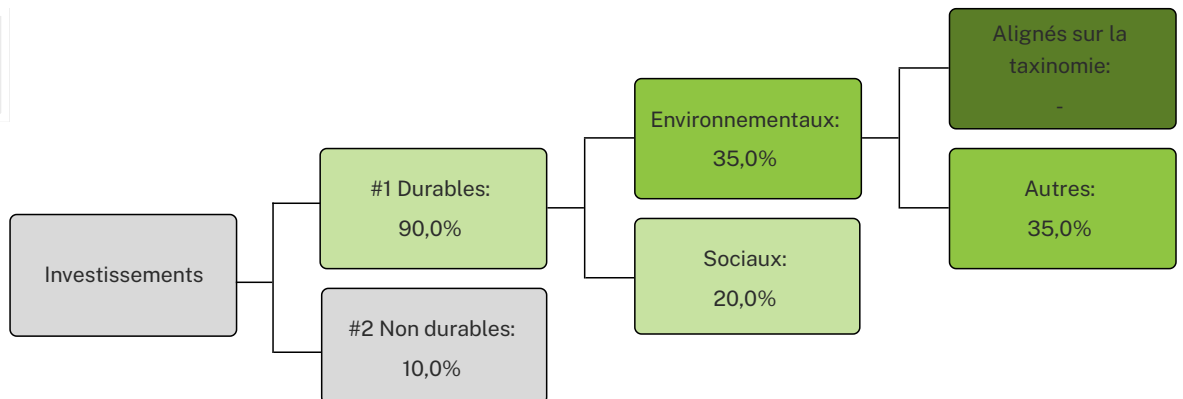 Investissements
#1 Durables:
90,0%
#2 Non durables:
10,0%
Environnementaux:
35,0%
Sociaux:
20,0%
Alignés sur la
taxinomie:
-
Autres:
35,0%